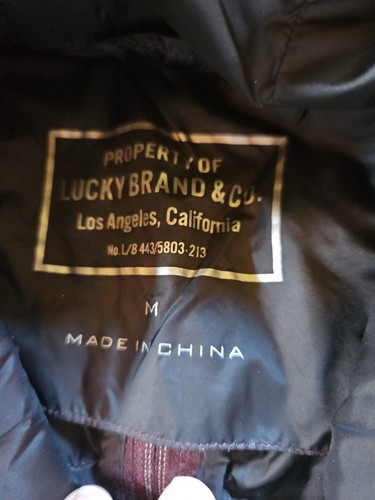 PROPERTY OF
LUCKY BRAND & CO.
Los Angeles, California
No. L/B 443/5803-213
M
MADE IN CHINA